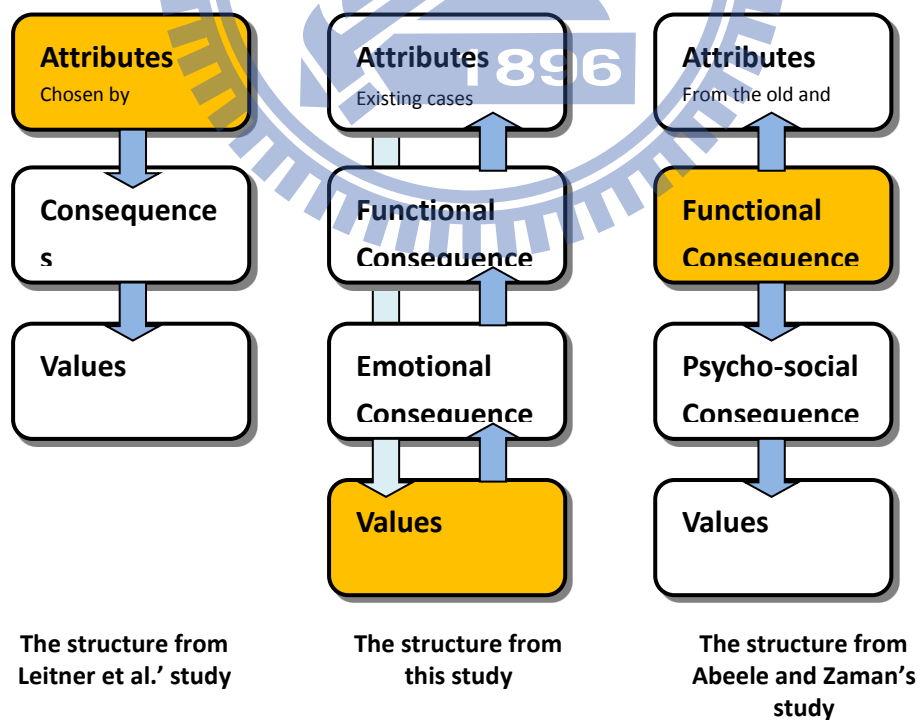 Attributes
Chosen by
Consequence
s
Values
The structure from
Leitner et al.’ study
1896
Attributes
Existing cases
Functional
Consequence
Emotional
Consequence
Values
The structure from
this study
Attributes
From the old and
Functional
Consequence
Psycho-social
Consequence
Values
The structure from
Abeele and Zaman’s
study